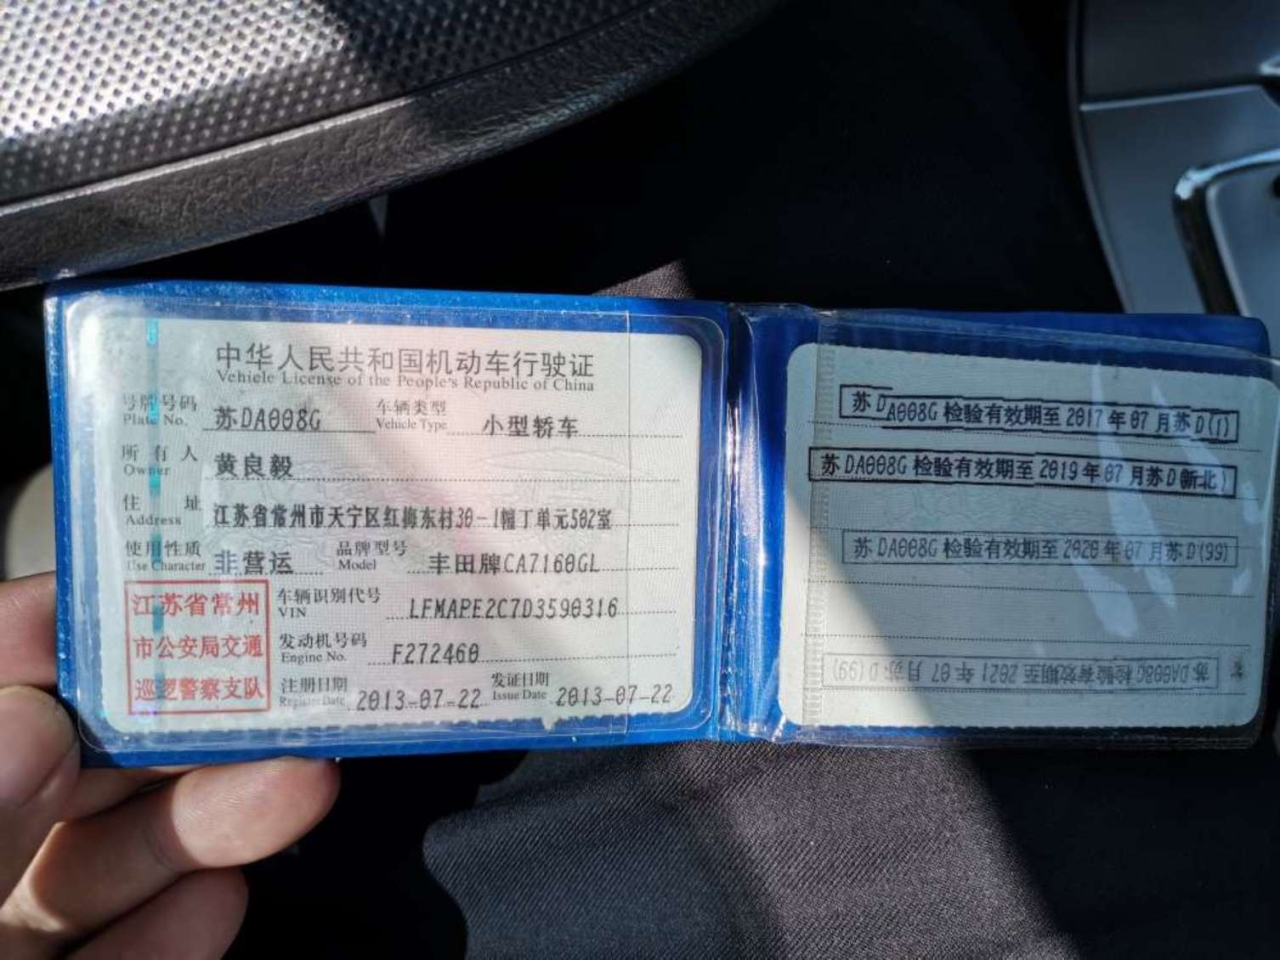 中华人民共和国机动车行驶证
Vehicle License of the People's Republic of China
号牌号码 苏DA008G 车辆类型 小型轿车
Plate No. Vehicle Type
所有人 黄良毅
Owner
住址 江苏省常州市天宁区红梅东村30-1幢丁单元502室
Address
使用性质 非营运 品牌型号 丰田牌CA7160GL
Use Character Model
江苏省常州
市公安局交通
巡逻警察支队
车辆识别代号 LFMAPE2C7D3590316
VIN
发动机号码 F272460
Engine No.
注册日期 2013-07-22 发证日期 2013-07-22
Register Date Issue Date
苏DA008G 检验有效期至 2017年07月苏D(1)
苏DA008G 检验有效期至 2019年07月苏D(新北)
苏DA008G 检验有效期至 2020年07月苏D(99)
苏DA008G 检验有效期至 2021年07月苏D(99)